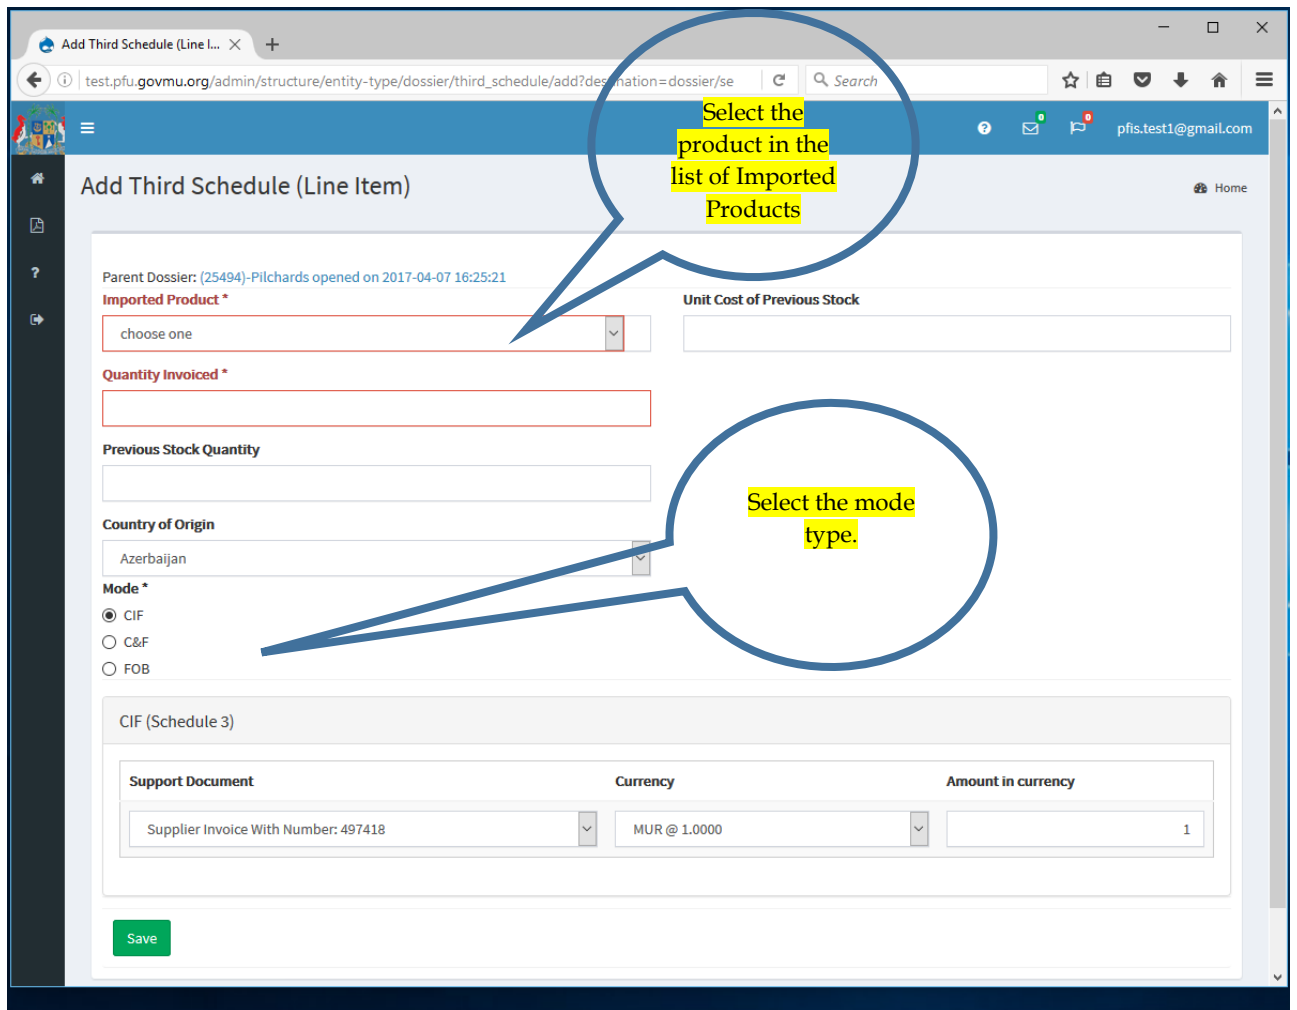 Add Third Schedule (Line I...
test.pfu.govmu.org/admin/structure/entity-type/dossier/third_schedule/add?destination=dossier/se
Search
Select the
product in the
list of Imported
Products
0
0
pfis.test1@gmail.com
Add Third Schedule (Line Item)
Home
Parent Dossier: (25494)-Pilchards opened on 2017-04-07 16:25:21
Imported Product *
Unit Cost of Previous Stock
choose one
Quantity Invoiced *
Previous Stock Quantity
Select the mode
type.
Country of Origin
Azerbaijan
Mode *
CIF
C&F
FOB
CIF (Schedule 3)
Support Document Currency Amount in currency
Supplier Invoice With Number: 497418 MUR @ 1.0000 1
Save